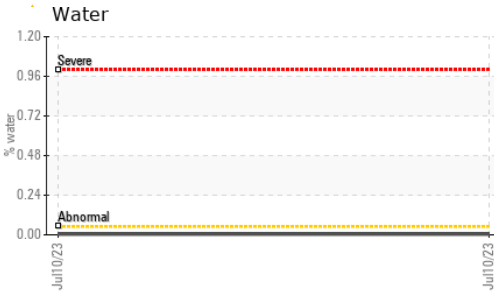 Water
1.20
Severe
0.96
0.72
% water
0.48
0.24
Abnormal
0.00
Jul10/23
Jul10/23